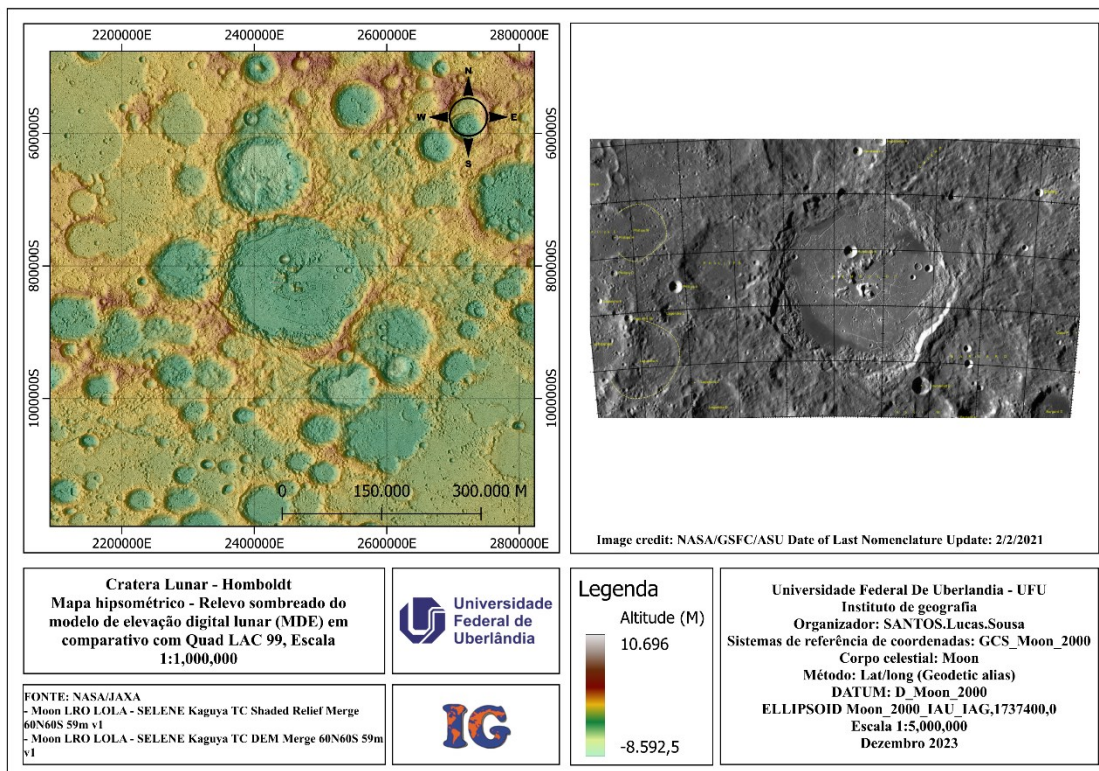 2200000E 2400000E 2600000E 2800000E
600000S
800000S
1000000S
600000S
800000S
1000000S
N
W E
S
0 150.000 300.000 M
2200000E 2400000E 2600000E 2800000E
Image credit: NASA/GSFC/ASU Date of Last Nomenclature Update: 2/2/2021
Cratera Lunar - Homboldt
Mapa hipsométrico - Relevo sombreado do
modelo de elevação digital lunar (MDE) em
comparativo com Quad LAC 99, Escala
1:1,000,000
FONTE: NASA/JAXA
- Moon LRO LOLA - SELENE Kaguya TC Shaded Relief Merge
60N60S 59m v1
- Moon LRO LOLA - SELENE Kaguya TC DEM Merge 60N60S 59m
v1
Universidade
Federal de
Uberlândia
IG
Legenda
Altitude (M)
10.696
-8.592,5
Universidade Federal De Uberlandia - UFU
Instituto de geografia
Organizador: SANTOS.Lucas.Sousa
Sistemas de referência de coordenadas: GCS_Moon_2000
Corpo celestial: Moon
Método: Lat/long (Geodetic alias)
DATUM: D_Moon_2000
ELLIPSOID Moon_2000_IAU_IAG,1737400,0
Escala 1:5,000,000
Dezembro 2023